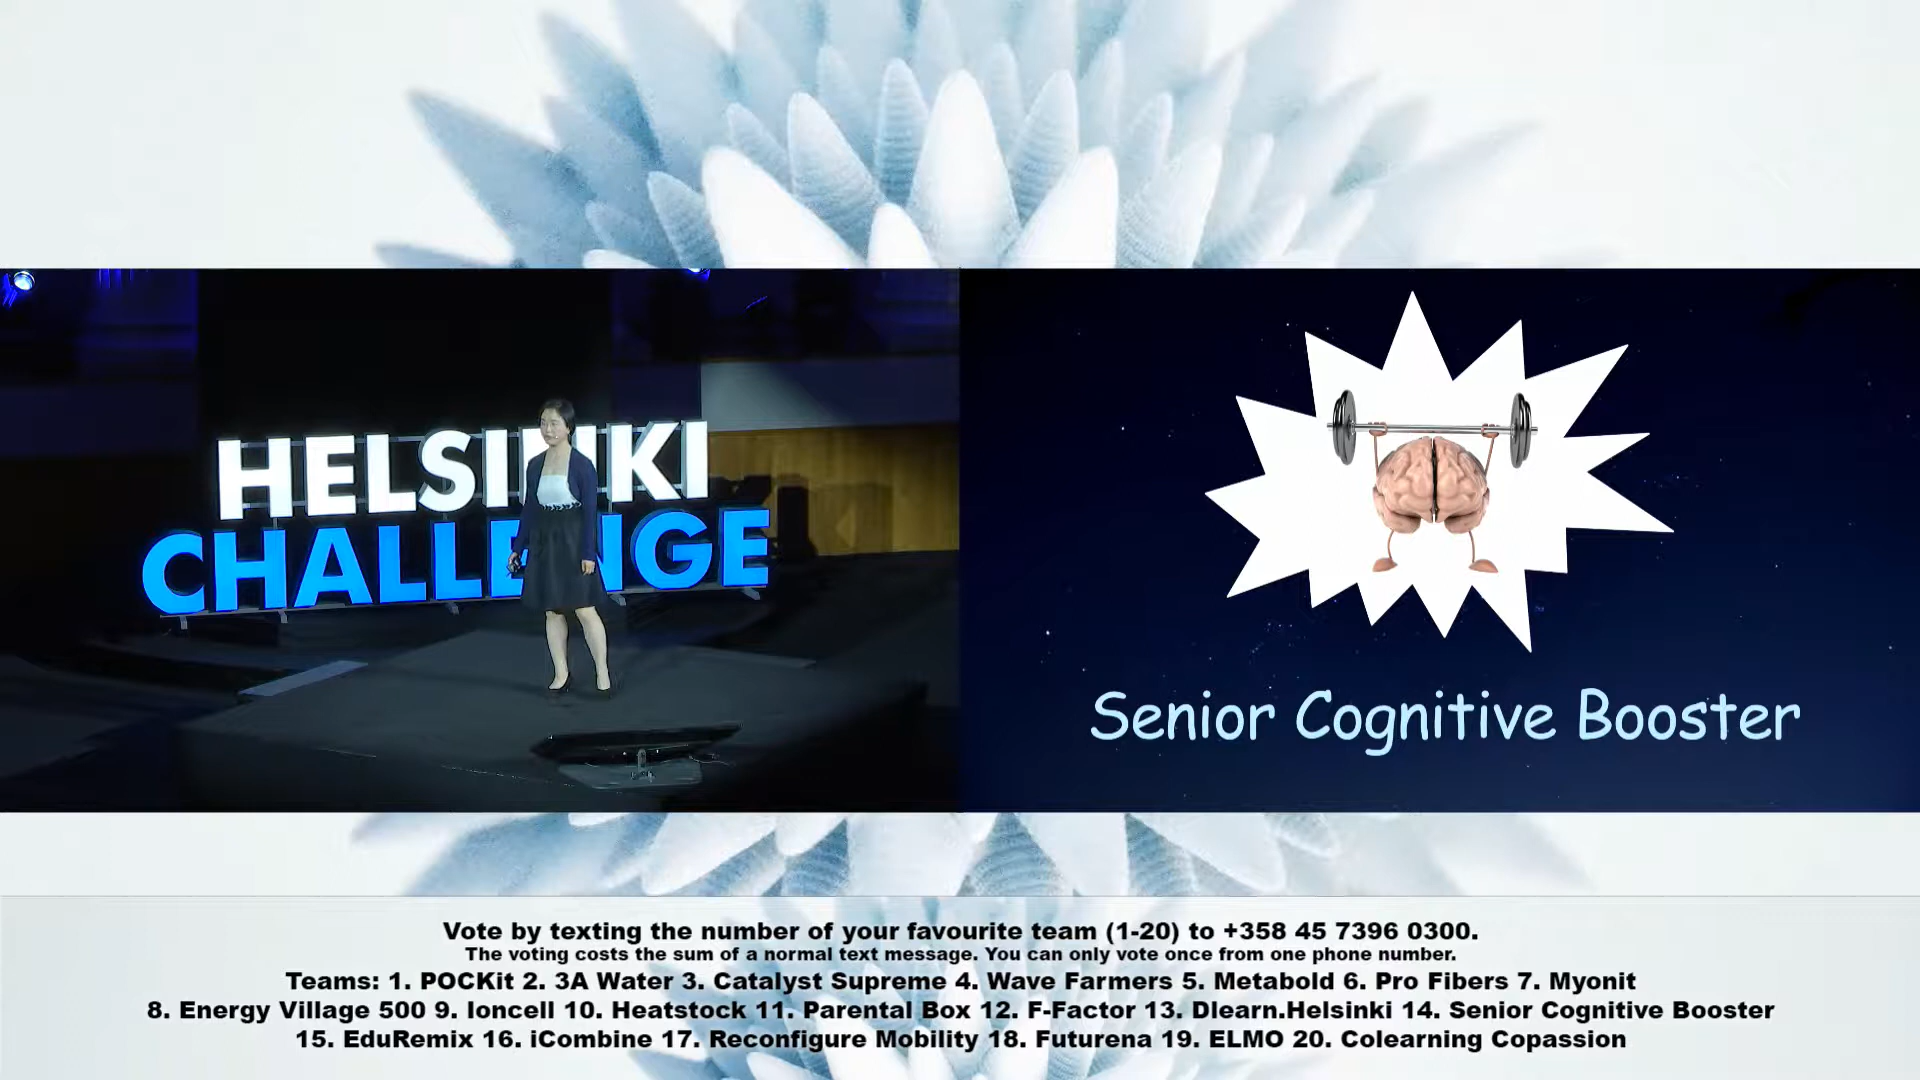 HELSINKI
CHALLENGE
Senior Cognitive Booster
Vote by texting the number of your favourite team (1-20) to +358 45 7396 0300.
The voting costs the sum of a normal text message. You can only vote once from one phone number.
Teams: 1. POCKit 2. 3A Water 3. Catalyst Supreme 4. Wave Farmers 5. Metabold 6. Pro Fibers 7. Myonit
8. Energy Village 500 9. Ioncell 10. Heatstock 11. Parental Box 12. F-Factor 13. Dlearn.Helsinki 14. Senior Cognitive Booster
15. EduRemix 16. iCombine 17. Reconfigure Mobility 18. Futurena 19. ELMO 20. Colearning Copassion